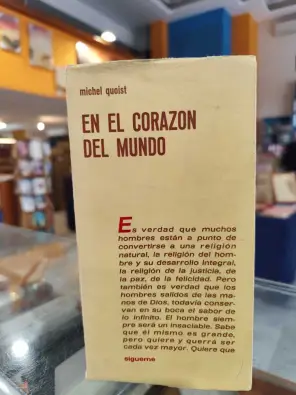 michel quoist
EN EL CORAZON
DEL MUNDO
Es verdad que muchos
hombres están a punto de
convertirse a una religión
natural, la religión del hom-
bre y su desarrollo integral,
la religión de la justicia, de
la paz, de la felicidad. Pero
también es verdad que los
hombres salidos de las ma-
nos de Dios, todavía conser-
van en su boca el sabor de
lo infinito. El hombre siem-
pre será un insaciable. Sabe
que él mismo es grande,
pero quiere y querrá ser
cada vez mayor. Quiere que
sígueme